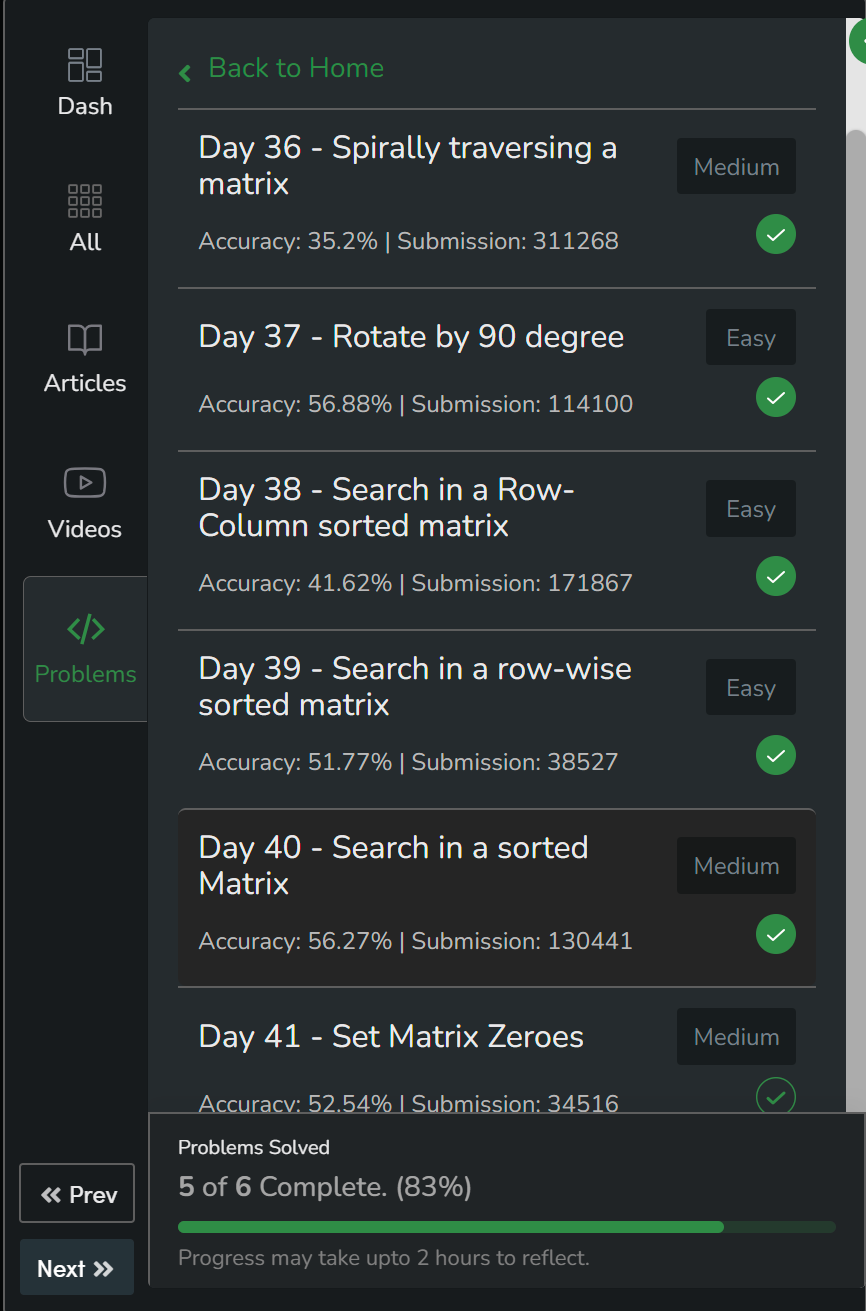 Dash
All
Articles
Videos
Problems
Prev
Next
Back to Home
Day 36 - Spirally traversing a
matrix
Medium
Accuracy: 35.2% | Submission: 311268
Day 37 - Rotate by 90 degree
Easy
Accuracy: 56.88% | Submission: 114100
Day 38 - Search in a Row-
Column sorted matrix
Easy
Accuracy: 41.62% | Submission: 171867
Day 39 - Search in a row-wise
sorted matrix
Easy
Accuracy: 51.77% | Submission: 38527
Day 40 - Search in a sorted
Matrix
Medium
Accuracy: 56.27% | Submission: 130441
Day 41 - Set Matrix Zeroes
Medium
Accuracy: 52.54% | Submission: 34516
Problems Solved
5 of 6 Complete. (83%)
Progress may take upto 2 hours to reflect.